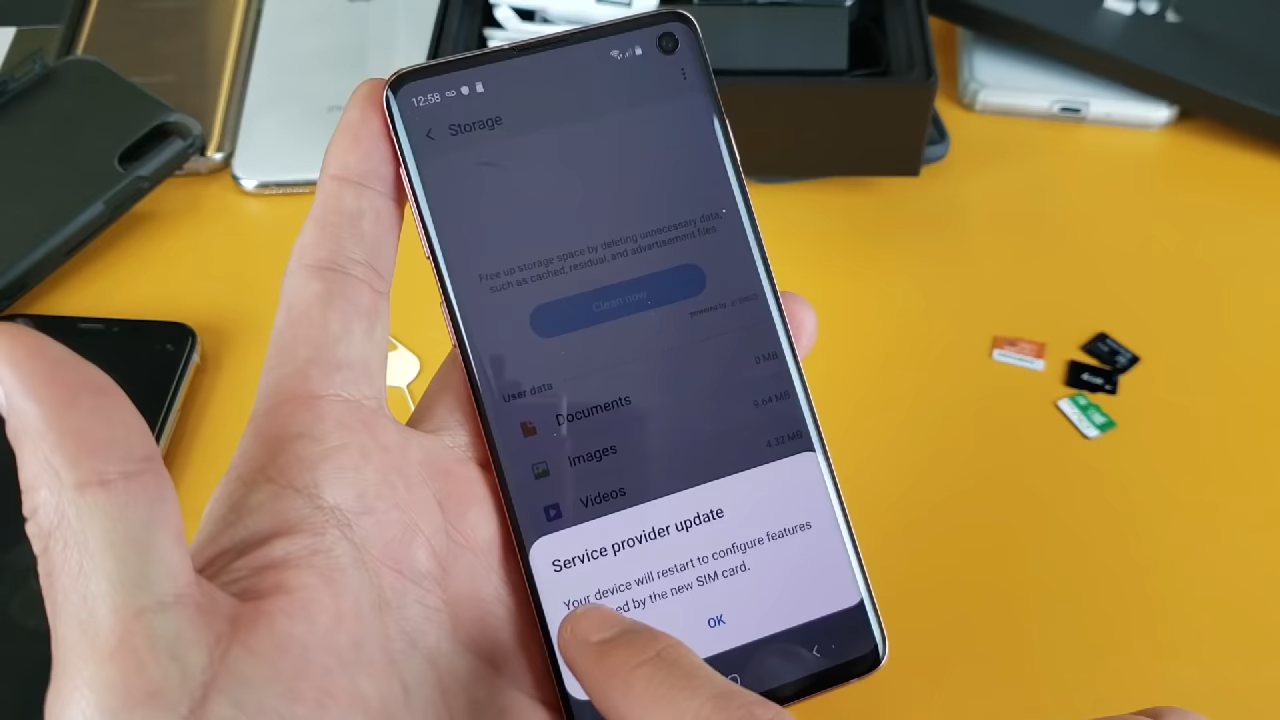 12:58
Storage
Free up storage space by deleting unnecessary data,
such as cached, residual, and advertisement files.
Clean now
0 MB
User data
Documents
9.64 MB
Images
4.32 MB
Videos
Service provider update
Your device will restart to configure features
by the new SIM card.
OK